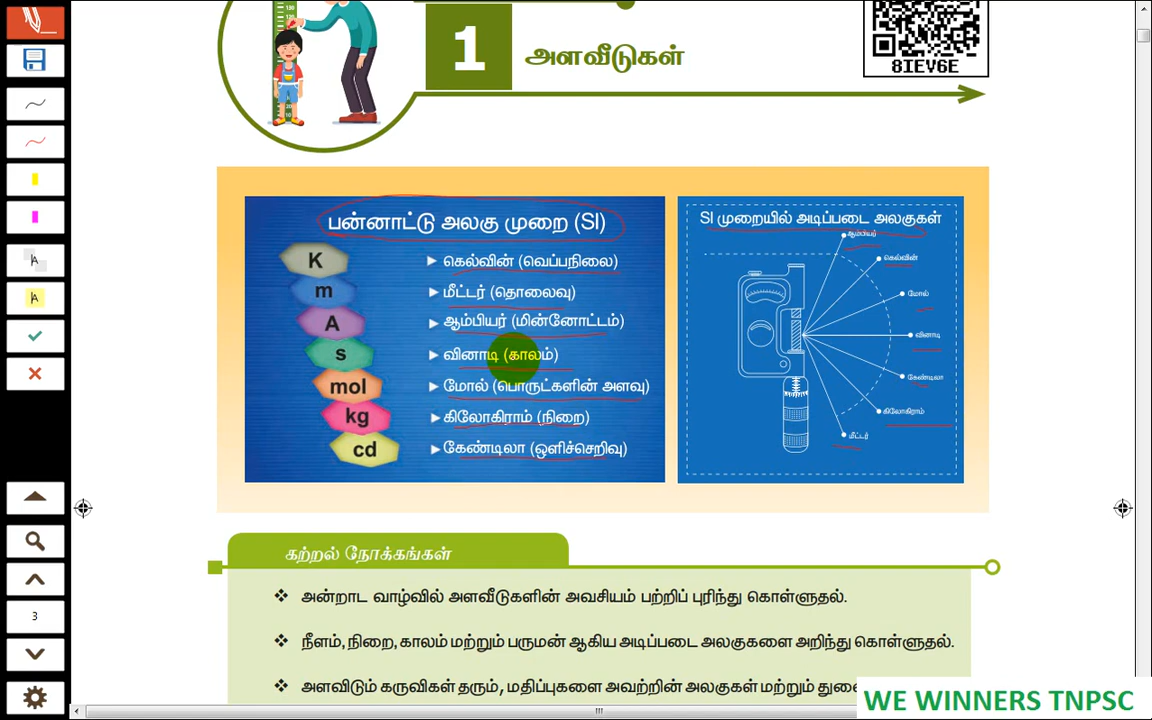 1
அளவீடுகள்
8IEV6E
பன்னாட்டு அலகு முறை (SI)
K
கெல்வின் (வெப்பநிலை)
m
மீட்டர் (தொலைவு)
A
ஆம்பியர் (மின்னோட்டம்)
s
வினாடி (காலம்)
mol
மோல் (பொருட்களின் அளவு)
kg
கிலோகிராம் (நிறை)
cd
கேண்டிலா (ஒளிச்செறிவு)
SI முறையில் அடிப்படை அலகுகள்
ஆம்பியர்
கெல்வின்
மோல்
வினாடி
கேண்டிலா
கிலோகிராம்
மீட்டர்
கற்றல் நோக்கங்கள்
❖ அன்றாட வாழ்வில் அளவீடுகளின் அவசியம் பற்றிப் புரிந்து கொள்ளுதல்.
❖ நீளம், நிறை, காலம் மற்றும் பருமன் ஆகிய அடிப்படை அலகுகளை அறிந்து கொள்ளுதல்.
❖ அளவிடும் கருவிகள் தரும், மதிப்புகளை அவற்றின் அலகுகள் மற்றும்
3
WE WINNERS TNPSC